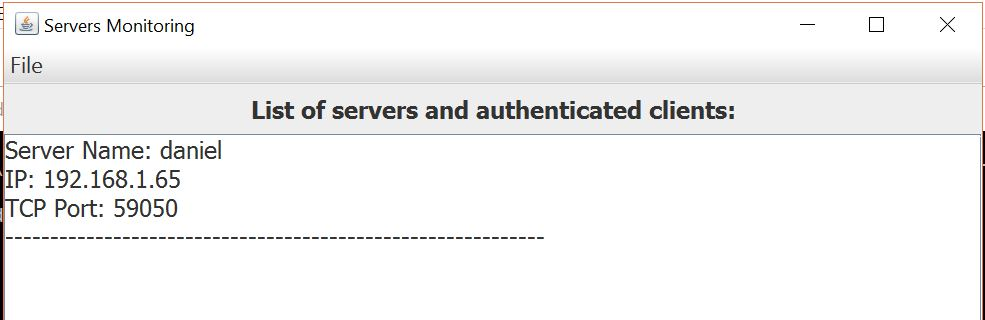 Servers Monitoring
File
List of servers and authenticated clients:
Server Name: daniel
IP: 192.168.1.65
TCP Port: 59050
------------------------------------------------------------